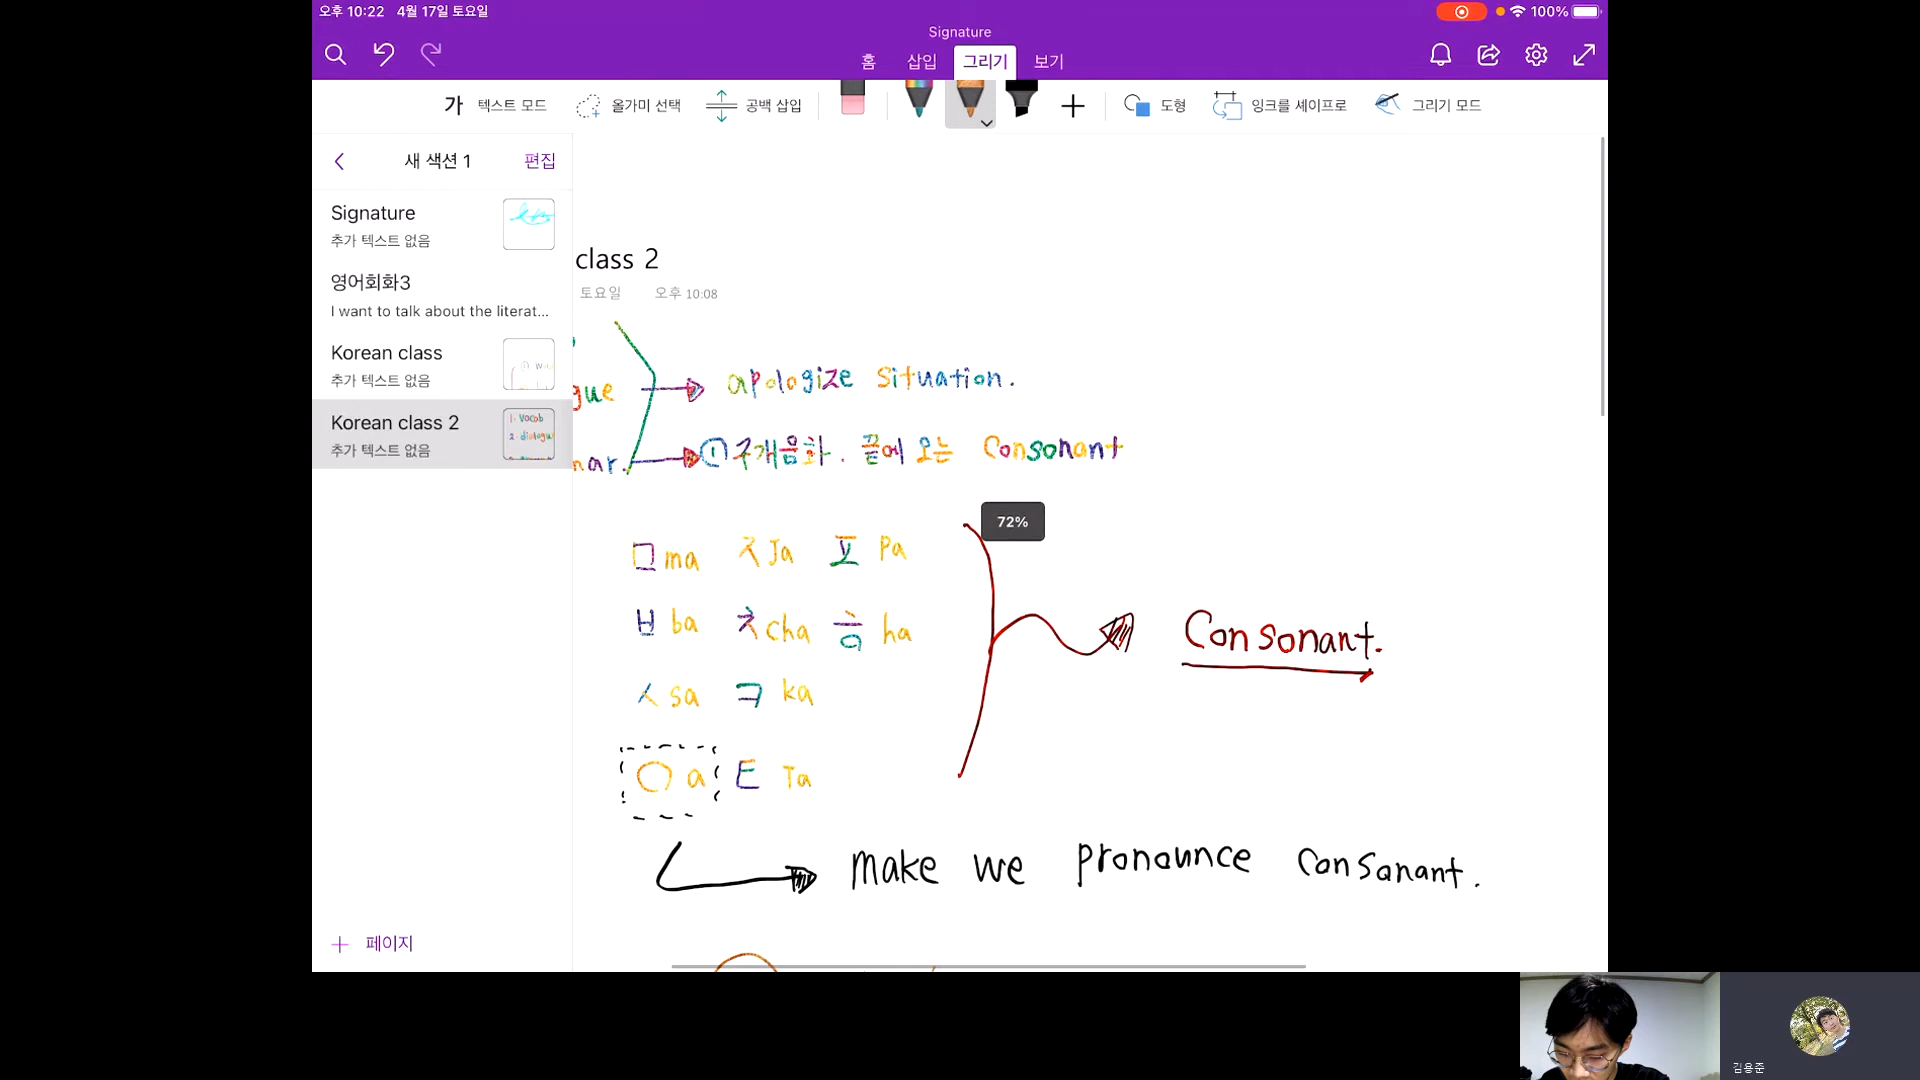 오후 10:22 4월 17일 토요일
100%
Signature
홈 삽입 그리기 보기
가 텍스트 모드 올가미 선택 공백 삽입 도형 잉크를 셰이프로 그리기 모드
새 섹션 1 편집
Signature
추가 텍스트 없음
영어회화3
I want to talk about the literat...
Korean class
추가 텍스트 없음
Korean class 2
추가 텍스트 없음
페이지
class 2
토요일 오후 10:08
gue apologize situation.
mar. ① 구개음화. 끝에 오는 Consonant
72%
ㅁ ma ㅈ Ja ㅍ Pa
ㅂ ba ㅊ cha ㅎ ha
ㅅ sa ㅋ ka
ㅇ a ㅌ Ta
Consonant.
make we pronounce consonant.
김용준